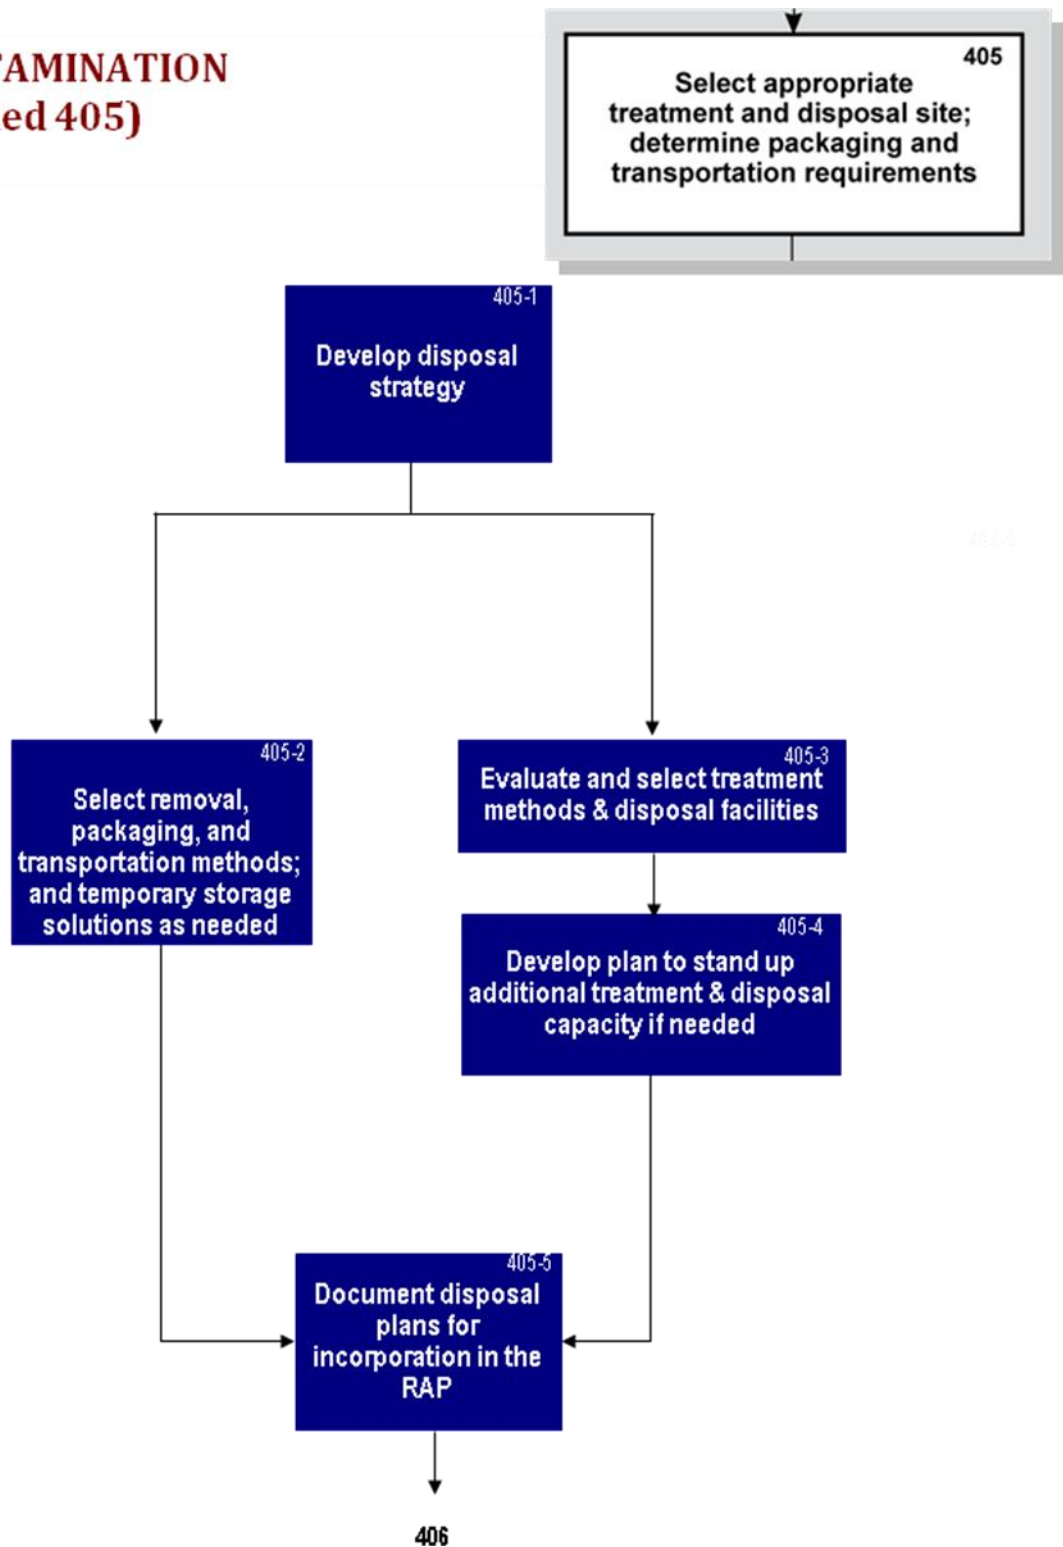 TAMINATION
ed 405)
405
Select appropriate
treatment and disposal site;
determine packaging and
transportation requirements
405-1
Develop disposal
strategy
405-2
Select removal,
packaging, and
transportation methods;
and temporary storage
solutions as needed
405-3
Evaluate and select treatment
methods & disposal facilities
405-4
Develop plan to stand up
additional treatment & disposal
capacity if needed
405-5
Document disposal
plans for
incorporation in the
RAP
406